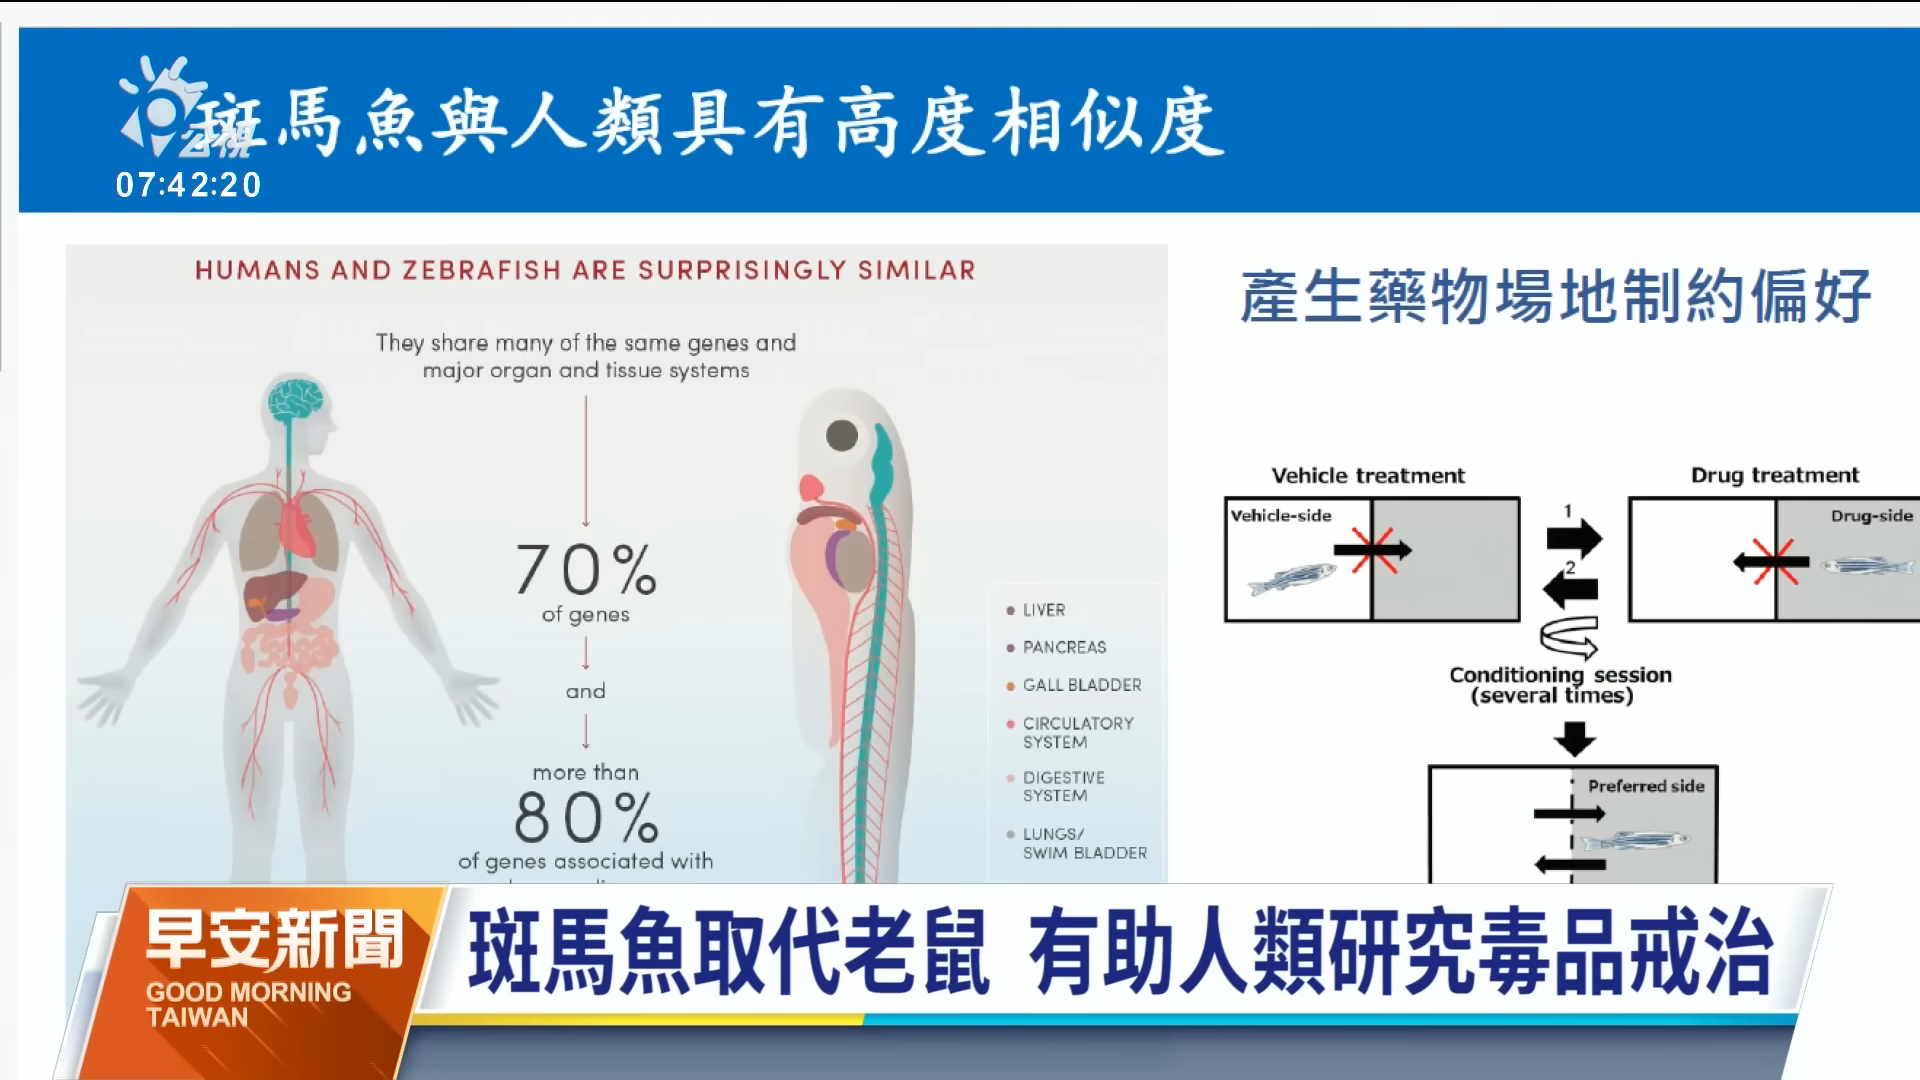 斑馬魚與人類具有高度相似度
公視
07:42:20
HUMANS AND ZEBRAFISH ARE SURPRISINGLY SIMILAR
They share many of the same genes and
major organ and tissue systems
70%
of genes
and
more than
80%
of genes associated with
LIVER
PANCREAS
GALL BLADDER
CIRCULATORY
SYSTEM
DIGESTIVE
SYSTEM
LUNGS/
SWIM BLADDER
產生藥物場地制約偏好
Vehicle treatment
Vehicle-side
1
2
Drug treatment
Drug-side
Conditioning session
(several times)
Preferred side
早安新聞
GOOD MORNING
TAIWAN
斑馬魚取代老鼠 有助人類研究毒品戒治